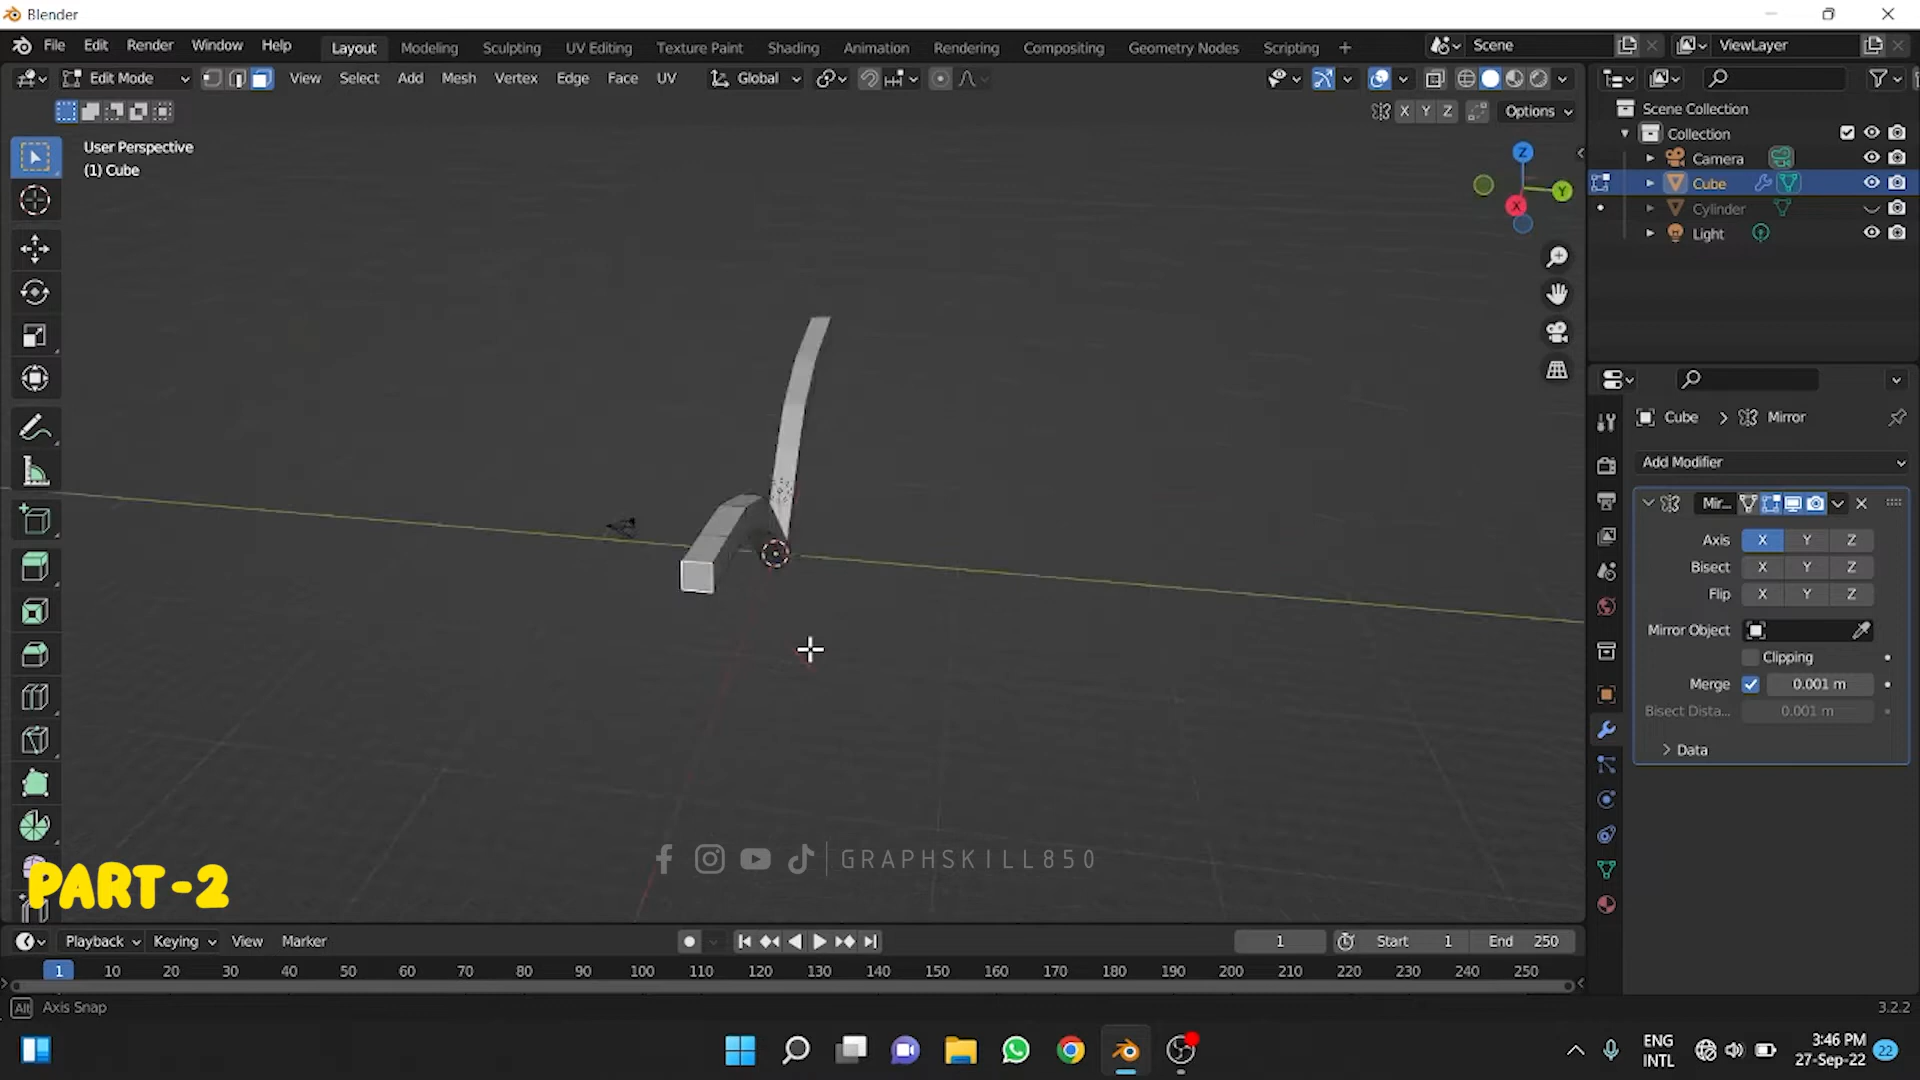 Blender
File Edit Render Window Help Layout Modeling Sculpting UV Editing Texture Paint Shading Animation Rendering Compositing Geometry Nodes Scripting + Scene ViewLayer
Edit Mode View Select Add Mesh Vertex Edge Face UV Global
X Y Z Options
User Perspective
(1) Cube
Z
Y
X
Scene Collection
Collection
Camera
Cube
Cylinder
Light
Cube > Mirror
Add Modifier
Mir...
Axis X Y Z
Bisect X Y Z
Flip X Y Z
Mirror Object
Clipping
Merge 0.001 m
Bisect Dista... 0.001 m
> Data
GRAPHSKILL850
PART-2
Playback Keying View Marker 1 Start 1 End 250
1 10 20 30 40 50 60 70 80 90 100 110 120 130 140 150 160 170 180 190 200 210 220 230 240 250
Alt Axis Snap 3.2.2
ENG
INTL
3:46 PM
27-Sep-22
22